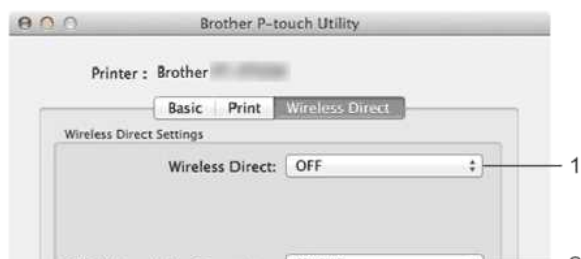 Brother P-touch Utility
Printer : Brother
Basic Print Wireless Direct
Wireless Direct Settings
Wireless Direct: OFF 1